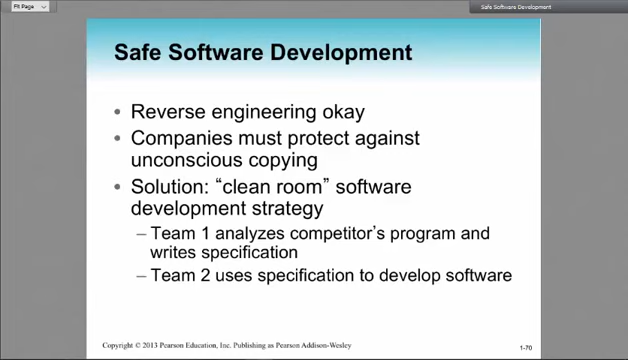 Fit Page
Safe Software Development
Safe Software Development
• Reverse engineering okay
• Companies must protect against
unconscious copying
• Solution: “clean room” software
development strategy
– Team 1 analyzes competitor’s program and
writes specification
– Team 2 uses specification to develop software
Copyright © 2013 Pearson Education, Inc. Publishing as Pearson Addison-Wesley
1-70